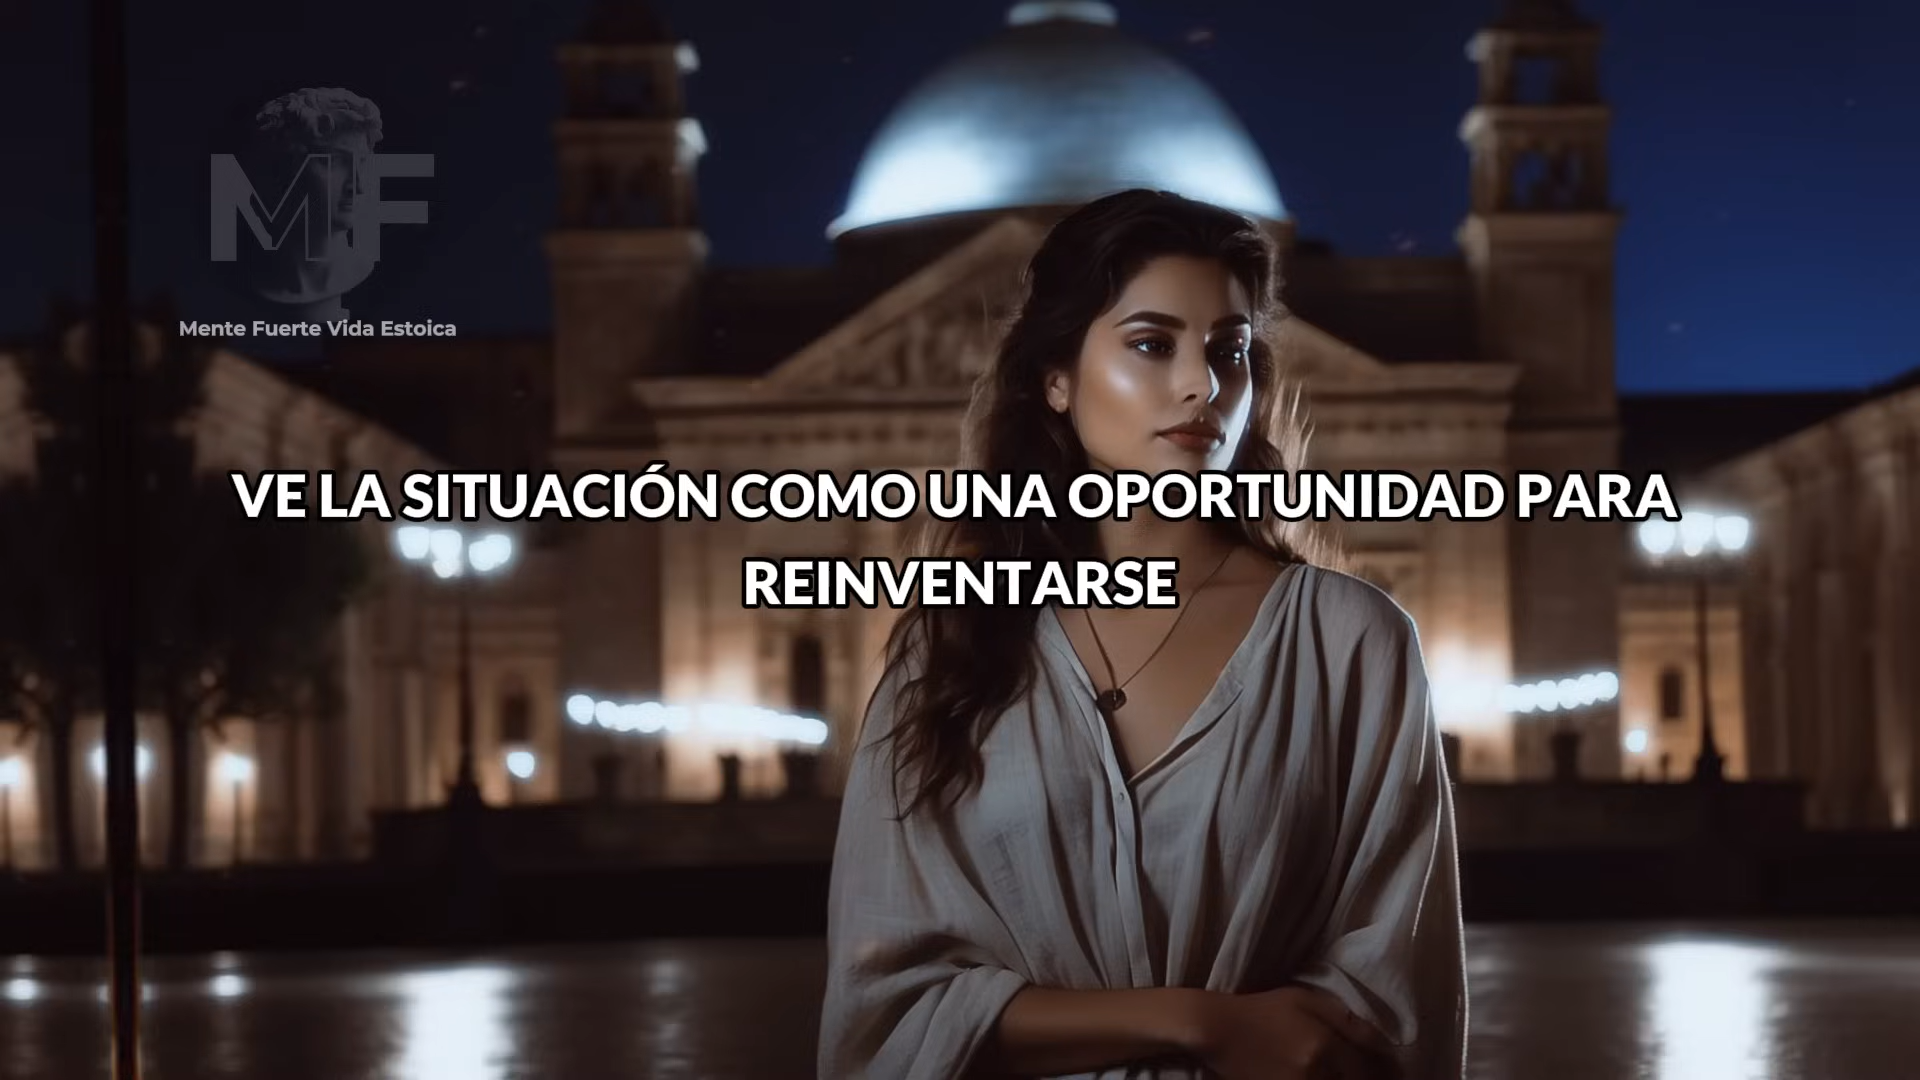 MF
Mente Fuerte Vida Estoica
VE LA SITUACIÓN COMO UNA OPORTUNIDAD PARA
REINVENTARSE